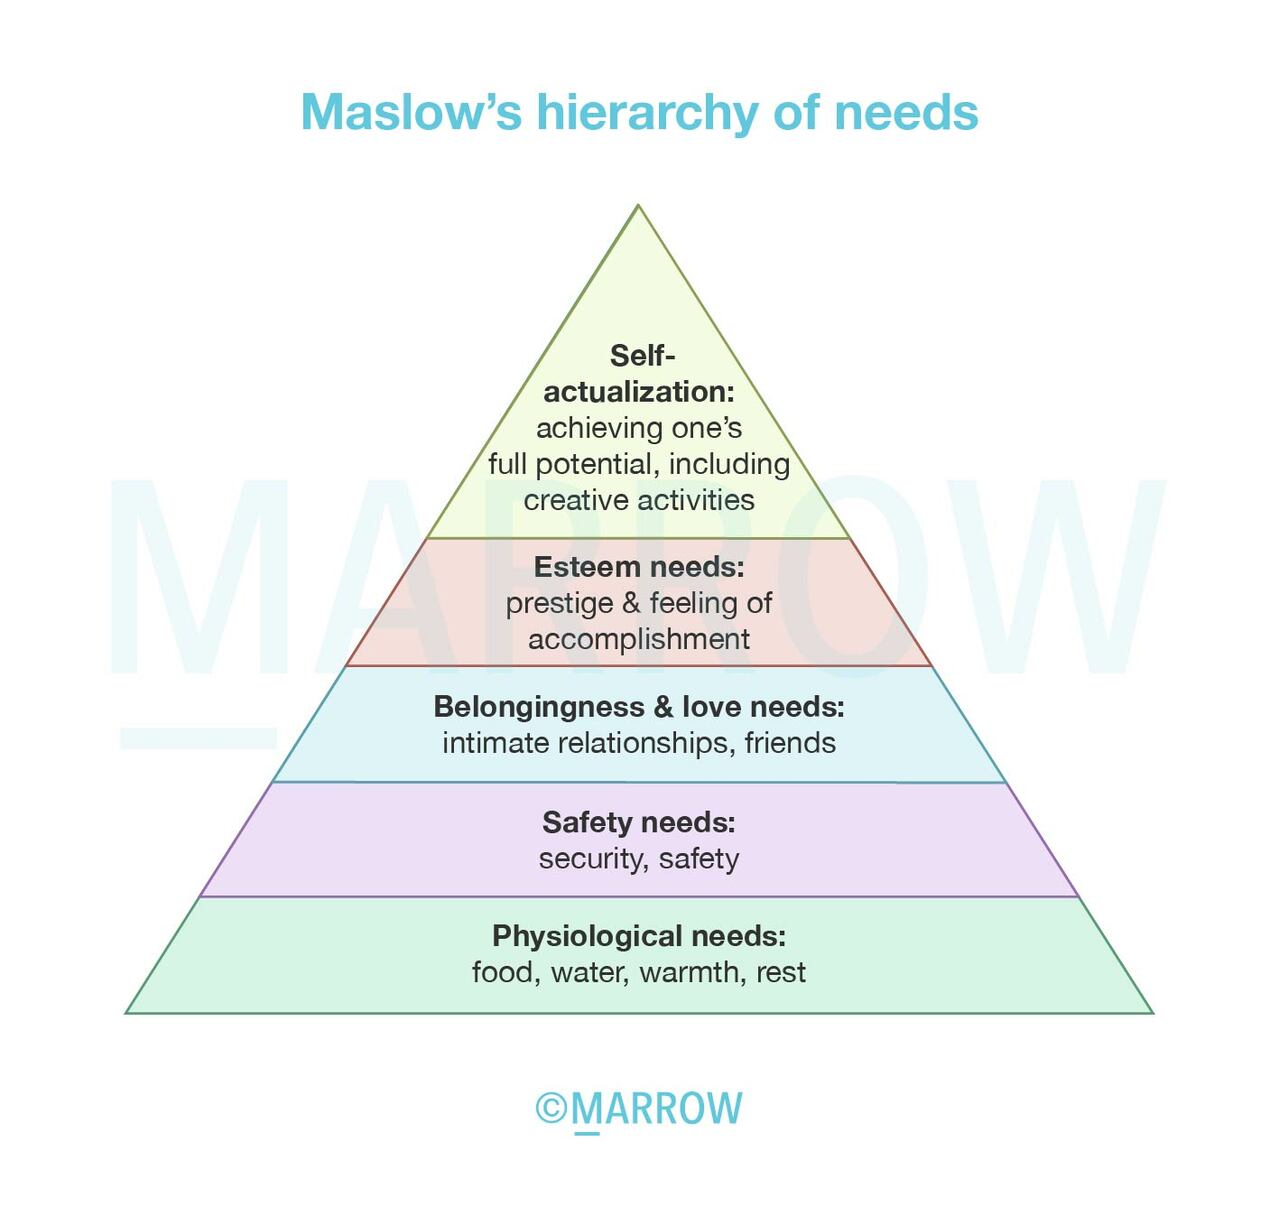 Maslow’s hierarchy of needs
Self-
actualization:
achieving one’s
full potential, including
creative activities
Esteem needs:
prestige & feeling of
accomplishment
MARROW
Belongingness & love needs:
intimate relationships, friends
Safety needs:
security, safety
Physiological needs:
food, water, warmth, rest
©MARROW